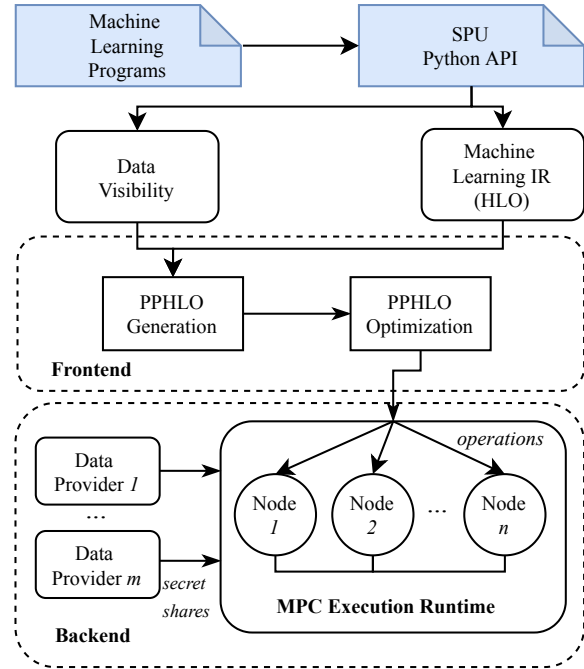 Machine
Learning
Programs
SPU
Python API
Data
Visibility
Machine
Learning IR
(HLO)
PPHLO
Generation
PPHLO
Optimization
Frontend
operations
Data
Provider 1
...
Data
Provider m
secret
shares
Node
1
Node
2
...
Node
n
MPC Execution Runtime
Backend